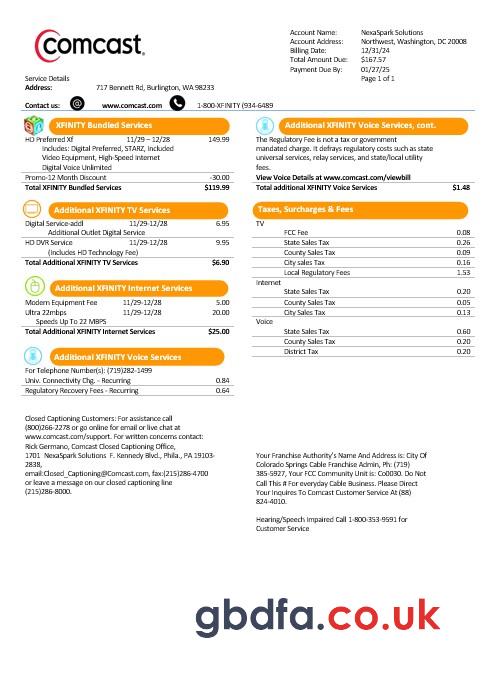 COMCAST®
Account Name: NexaSpark Solutions
Account Address: Northwest, Washington, DC 20008
Billing Date: 12/31/24
Total Amount Due: $167.57
Payment Due By: 01/27/25
Page 1 of 1
Service Details
Address: 717 Bennett Rd, Burlington, WA 98233
Contact us: @ www.comcast.com 1-800-XFINITY (934-6489
XFINITY Bundled Services
HD Preferred Xf 11/29 – 12/28 149.99
Includes: Digital Preferred, STARZ, Included
Video Equipment, High-Speed Internet
Digital Voice Unlimited
Promo-12 Month Discount -30.00
Total XFINITY Bundled Services $119.99
Additional XFINITY TV Services
Digital Service-addl 11/29-12/28 6.95
Additional Outlet Digital Service
HD DVR Service 11/29-12/28 9.95
(Includes HD Technology Fee)
Total Additional XFINITY TV Services $6.90
Additional XFINITY Internet Services
Modem Equipment Fee 11/29-12/28 5.00
Ultra 22mbps 11/29-12/28 20.00
Speeds Up To 22 MBPS
Total Additional XFINITY Internet Services $25.00
Additional XFINITY Voice Services
For Telephone Number(s): (719)282-1499
Univ. Connectivity Chg. - Recurring 0.84
Regulatory Recovery Fees - Recurring 0.64
Closed Captioning Customers: For assistance call
(800)266-2278 or go online for email or live chat at
www.comcast.com/support. For written concerns contact:
Rick Germano, Comcast Closed Captioning Office,
1701 NexaSpark Solutions F. Kennedy Blvd., Phila., PA 19103-
2838,
email:Closed_Captioning@Comcast.com, fax:(215)286-4700
or leave a message on our closed captioning line
(215)286-8000.
Additional XFINITY Voice Services, cont.
The Regulatory Fee is not a tax or government
mandated charge. It defrays regulatory costs such as state
universal services, relay services, and state/local utility
fees.
View Voice Details at www.comcast.com/viewbill
Total additional XFINITY Voice Services $1.48
Taxes, Surcharges & Fees
TV
FCC Fee 0.08
State Sales Tax 0.26
County Sales Tax 0.09
City sales Tax 0.16
Local Regulatory Fees 1.53
Internet
State Sales Tax 0.20
County Sales Tax 0.05
City Sales Tax 0.13
Voice
State Sales Tax 0.60
County Sales Tax 0.20
District Tax 0.20
Your Franchise Authority's Name And Address is: City Of
Colorado Springs Cable Franchise Admin, Ph: (719)
385-5927, Your FCC Community Unit is: Co0030. Do Not
Call This # For everyday Cable Business. Please Direct
Your Inquires To Comcast Customer Service At (88)
824-4010.
Hearing/Speech Impaired Call 1-800-353-9591 for
Customer Service
gbdfa.co.uk